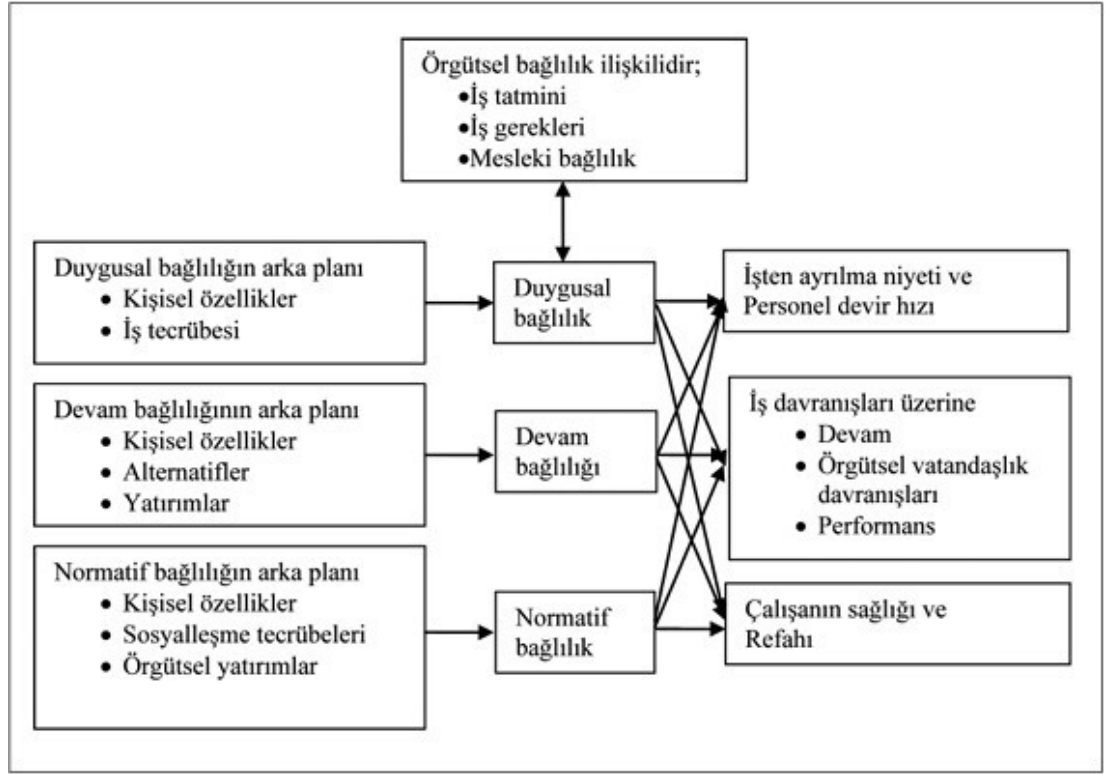 Örgütsel bağlılık ilişkilidir;
•İş tatmini
•İş gerekleri
•Mesleki bağlılık
Duygusal bağlılığın arka planı
• Kişisel özellikler
• İş tecrübesi
Duygusal
bağlılık
İşten ayrılma niyeti ve
Personel devir hızı
Devam bağlılığının arka planı
• Kişisel özellikler
• Alternatifler
• Yatırımlar
Devam
bağlılığı
İş davranışları üzerine
• Devam
• Örgütsel vatandaşlık
davranışları
• Performans
Normatif bağlılığın arka planı
• Kişisel özellikler
• Sosyalleşme tecrübeleri
• Örgütsel yatırımlar
Normatif
bağlılık
Çalışanın sağlığı ve
Refahı